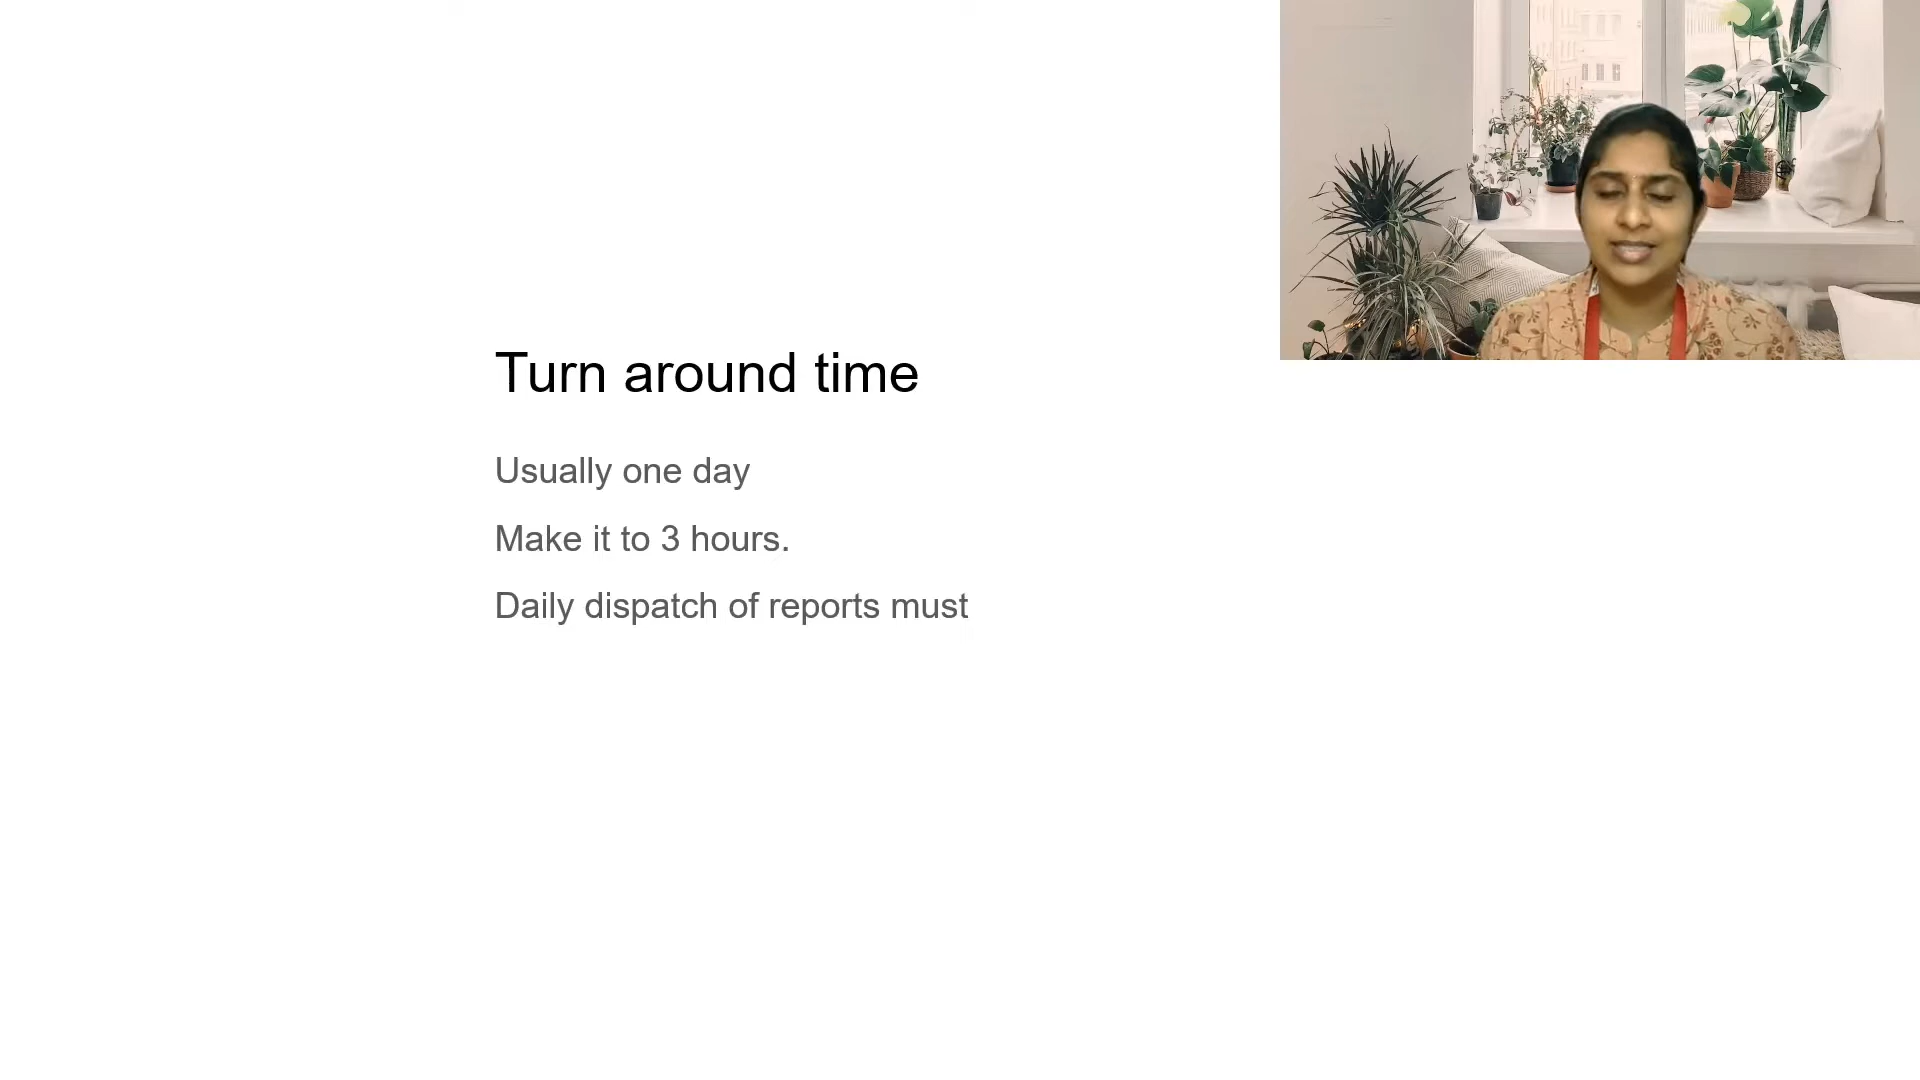 Turn around time
Usually one day
Make it to 3 hours.
Daily dispatch of reports must